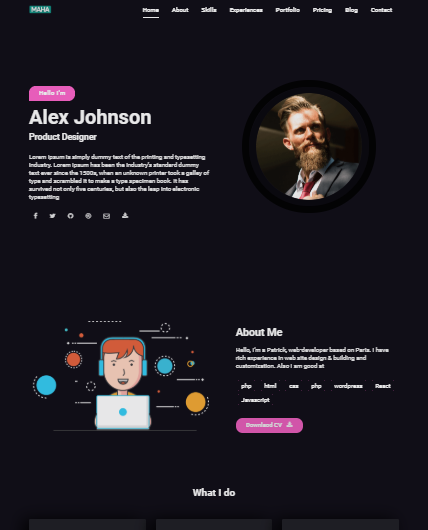 MAHA
Home About Skills Experiences Portfolio Pricing Blog Contact
Hello I'm
Alex Johnson
Product Designer
Lorem Ipsum is simply dummy text of the printing and typesetting
industry. Lorem Ipsum has been the industry's standard dummy
text ever since the 1500s, when an unknown printer took a galley of
type and scrambled it to make a type specimen book. It has
survived not only five centuries, but also the leap into electronic
typesetting
About Me
Hello, I'm a Patrick, web-developer based on Paris. I have
rich experience in web site design & building and
customization. Also I am good at
php html css php wordpress React
Javascript
Download CV
What I do